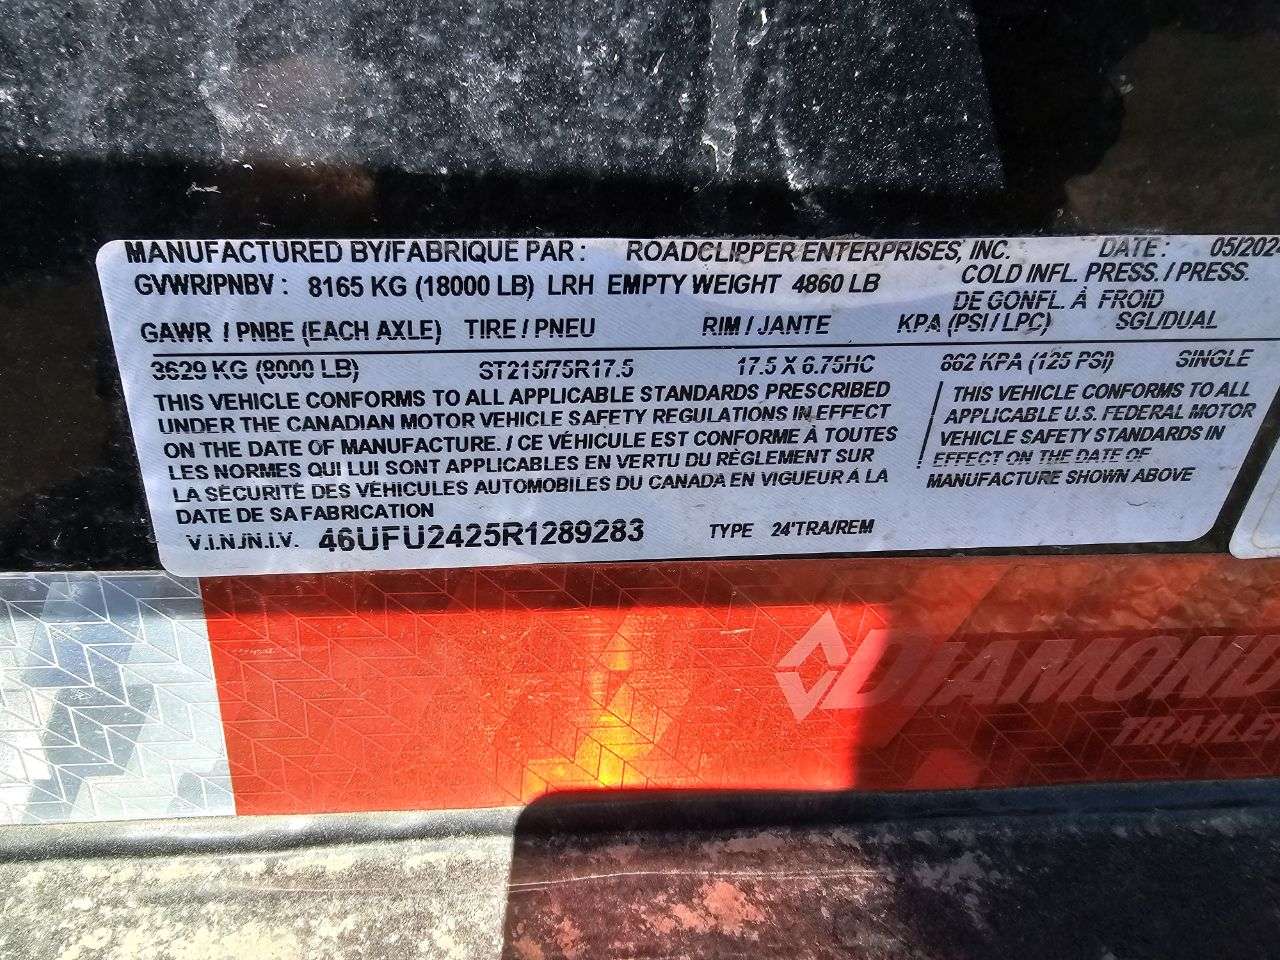 MANUFACTURED BY/FABRIQUE PAR : ROADCLIPPER ENTERPRISES, INC. DATE : 05/2024
GVWR/PNBV : 8165 KG (18000 LB) LRH EMPTY WEIGHT 4860 LB COLD INFL. PRESS. / PRESS.
DE GONFL. À FROID
GAWR / PNBE (EACH AXLE) TIRE / PNEU RIM / JANTE KPA (PSI / LPC) SGL/DUAL
3629 KG (8000 LB) ST215/75R17.5 17.5 X 6.75HC 862 KPA (125 PSI) SINGLE
THIS VEHICLE CONFORMS TO ALL APPLICABLE STANDARDS PRESCRIBED
UNDER THE CANADIAN MOTOR VEHICLE SAFETY REGULATIONS IN EFFECT
ON THE DATE OF MANUFACTURE. / CE VÉHICULE EST CONFORME À TOUTES
LES NORMES QUI LUI SONT APPLICABLES EN VERTU DU RÈGLEMENT SUR
LA SÉCURITÉ DES VÉHICULES AUTOMOBILES DU CANADA EN VIGUEUR À LA
DATE DE SA FABRICATION
THIS VEHICLE CONFORMS TO ALL
APPLICABLE U.S. FEDERAL MOTOR
VEHICLE SAFETY STANDARDS IN
EFFECT ON THE DATE OF
MANUFACTURE SHOWN ABOVE
V.I.N./N.I.V. 46UFU2425R1289283 TYPE 24'TRA/REM
DIAMOND
TRAILE